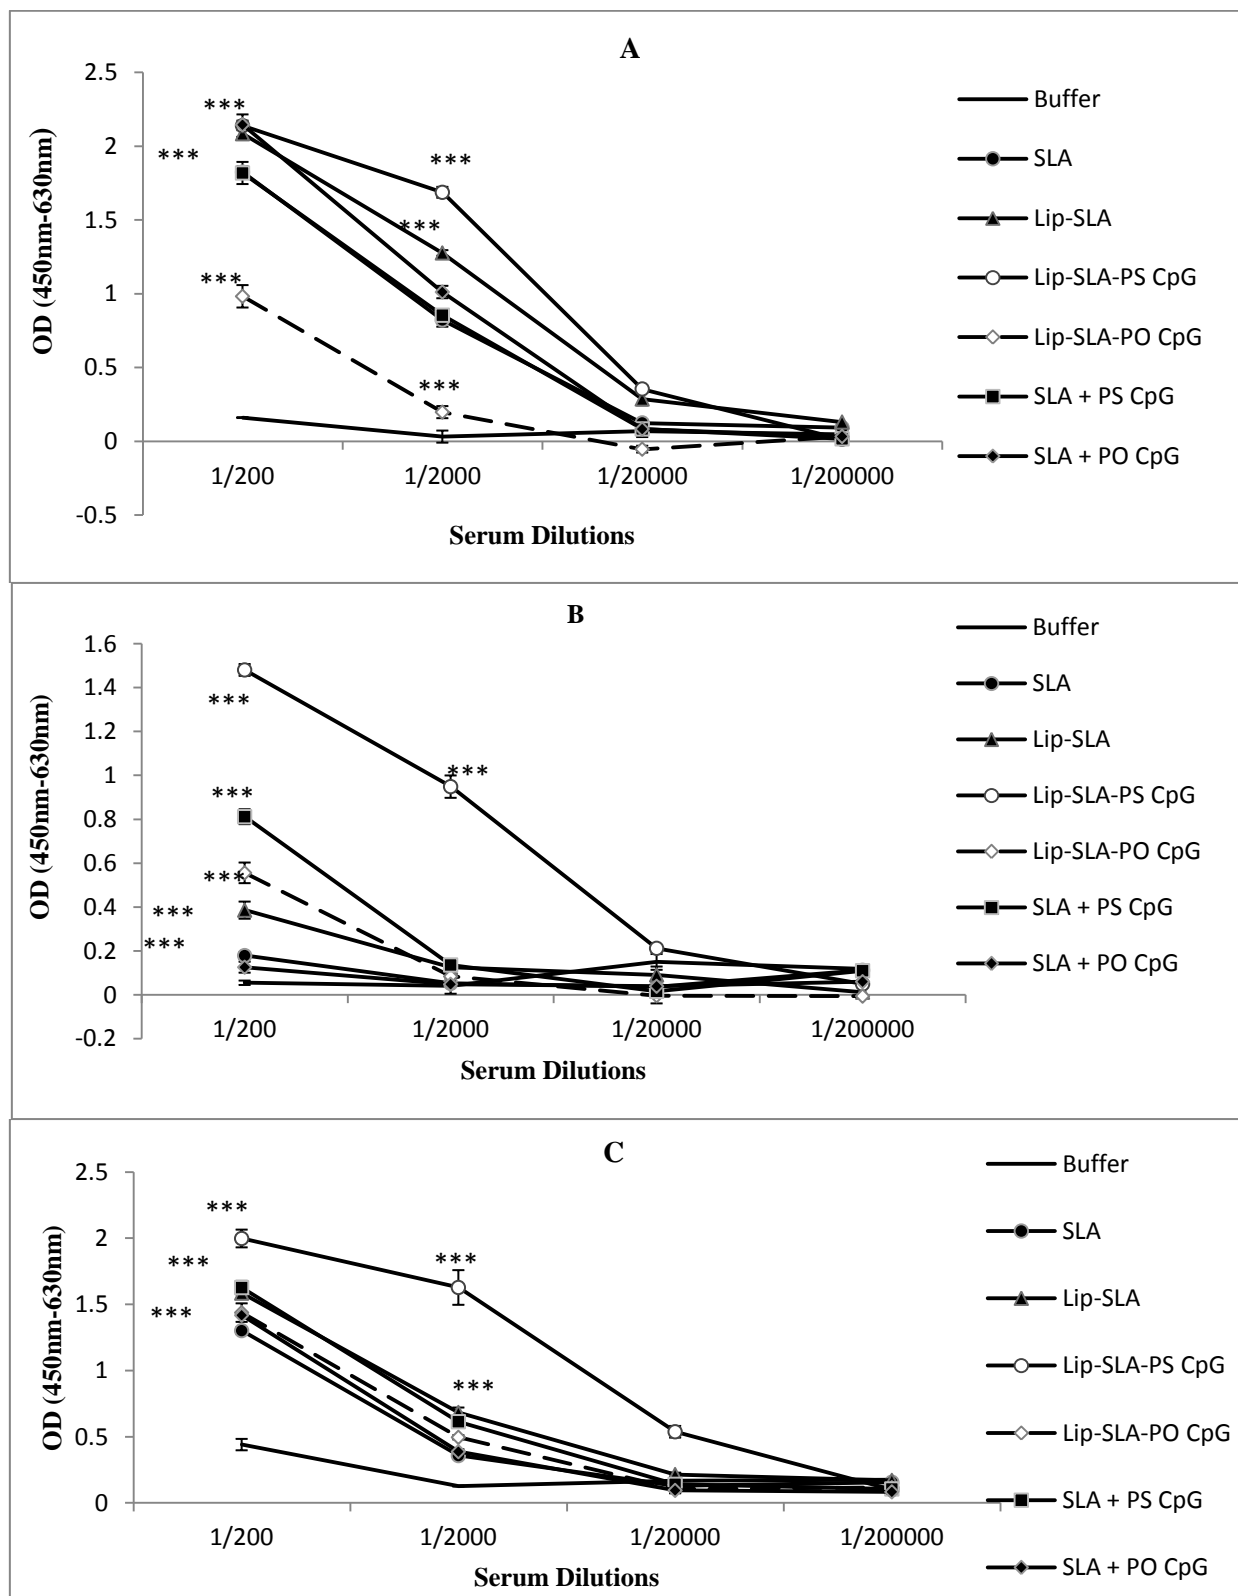 A
2.5
2
1.5
1
0.5
0
-0.5
OD (450nm-630nm)
***
***
***
***
***
***
1/200 1/2000 1/20000 1/200000
Serum Dilutions
Buffer
SLA
Lip-SLA
Lip-SLA-PS CpG
Lip-SLA-PO CpG
SLA + PS CpG
SLA + PO CpG
B
1.6
1.4
1.2
1
0.8
0.6
0.4
0.2
0
-0.2
OD (450nm-630nm)
***
***
***
***
***
***
1/200 1/2000 1/20000 1/200000
Serum Dilutions
Buffer
SLA
Lip-SLA
Lip-SLA-PS CpG
Lip-SLA-PO CpG
SLA + PS CpG
SLA + PO CpG
C
2.5
2
1.5
1
0.5
0
OD (450nm-630nm)
***
***
***
***
***
1/200 1/2000 1/20000 1/200000
Serum Dilutions
Buffer
SLA
Lip-SLA
Lip-SLA-PS CpG
Lip-SLA-PO CpG
SLA + PS CpG
SLA + PO CpG